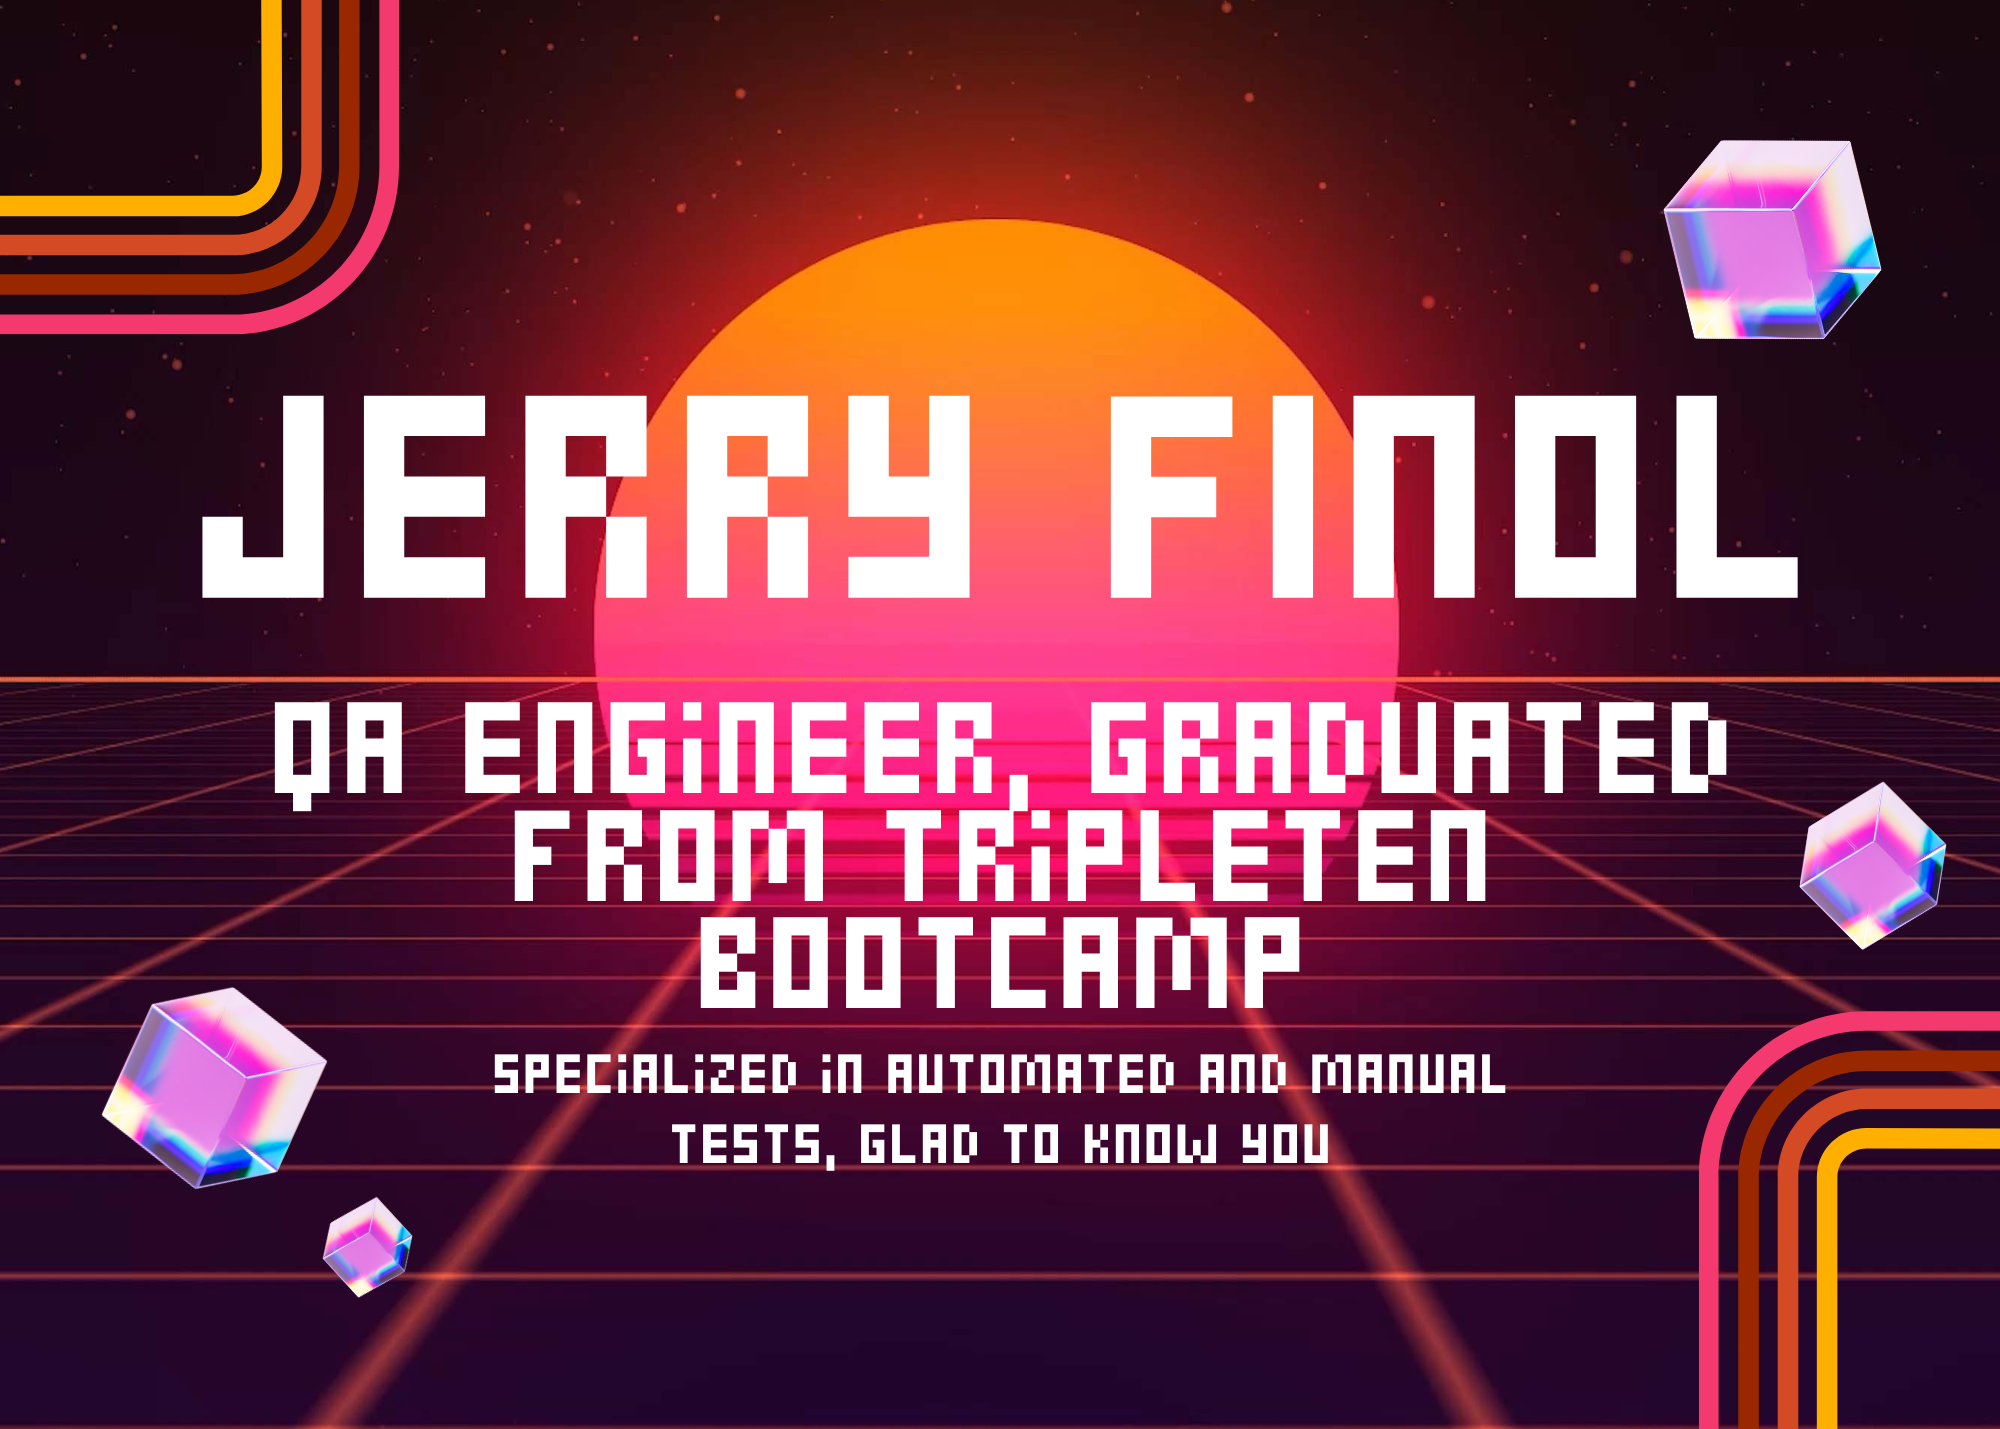 JERRY FINOL
QA ENGiNEER, GRADUATED
FROM TRiPLETEN
BOOTCAMP
SPECiALiZED iN AUTOMATED AND MANUAL
TESTS, GLAD TO KNOW YOU